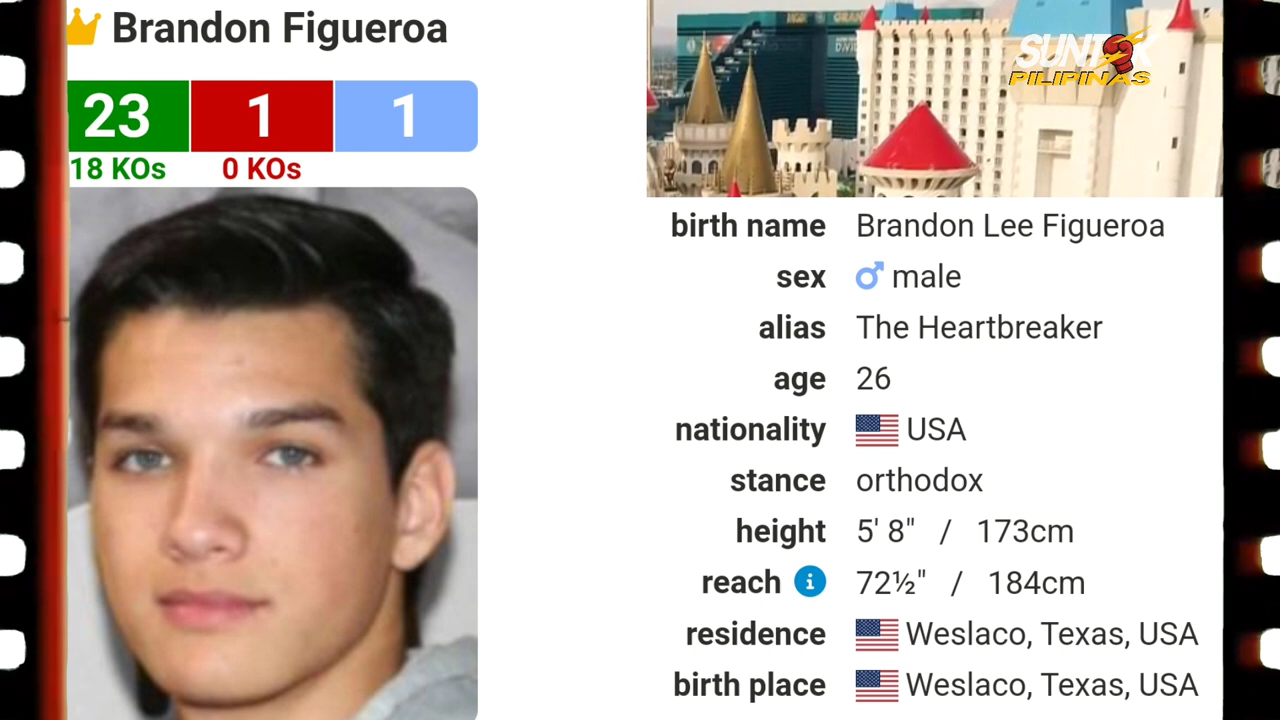 Brandon Figueroa
23 1 1
18 KOs 0 KOs
SUNTOK
PILIPINAS
birth name Brandon Lee Figueroa
sex male
alias The Heartbreaker
age 26
nationality USA
stance orthodox
height 5' 8" / 173cm
reach i 72½" / 184cm
residence Weslaco, Texas, USA
birth place Weslaco, Texas, USA